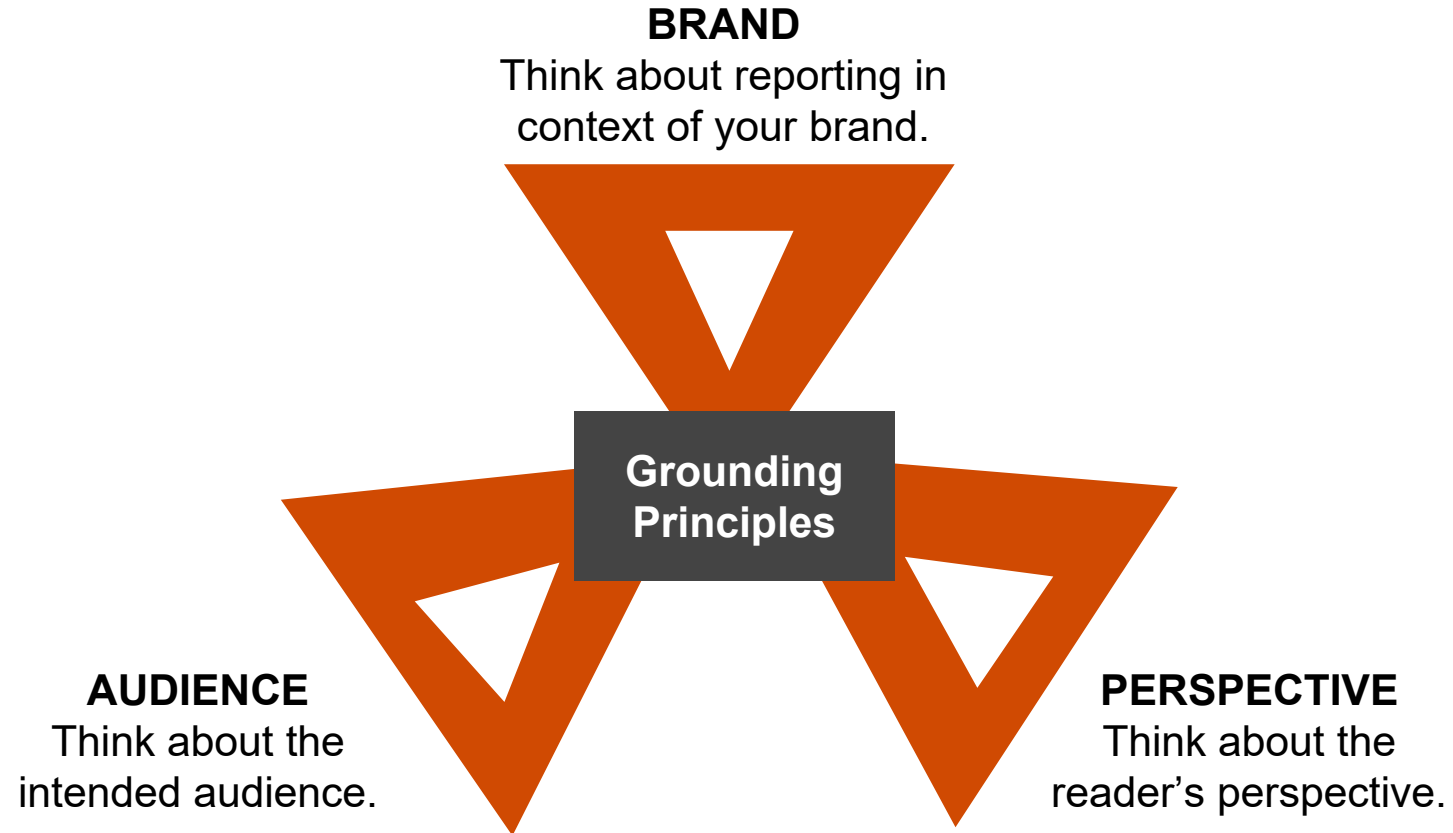 BRAND
Think about reporting in
context of your brand.
Grounding
Principles
AUDIENCE
Think about the
intended audience.
PERSPECTIVE
Think about the
reader’s perspective.